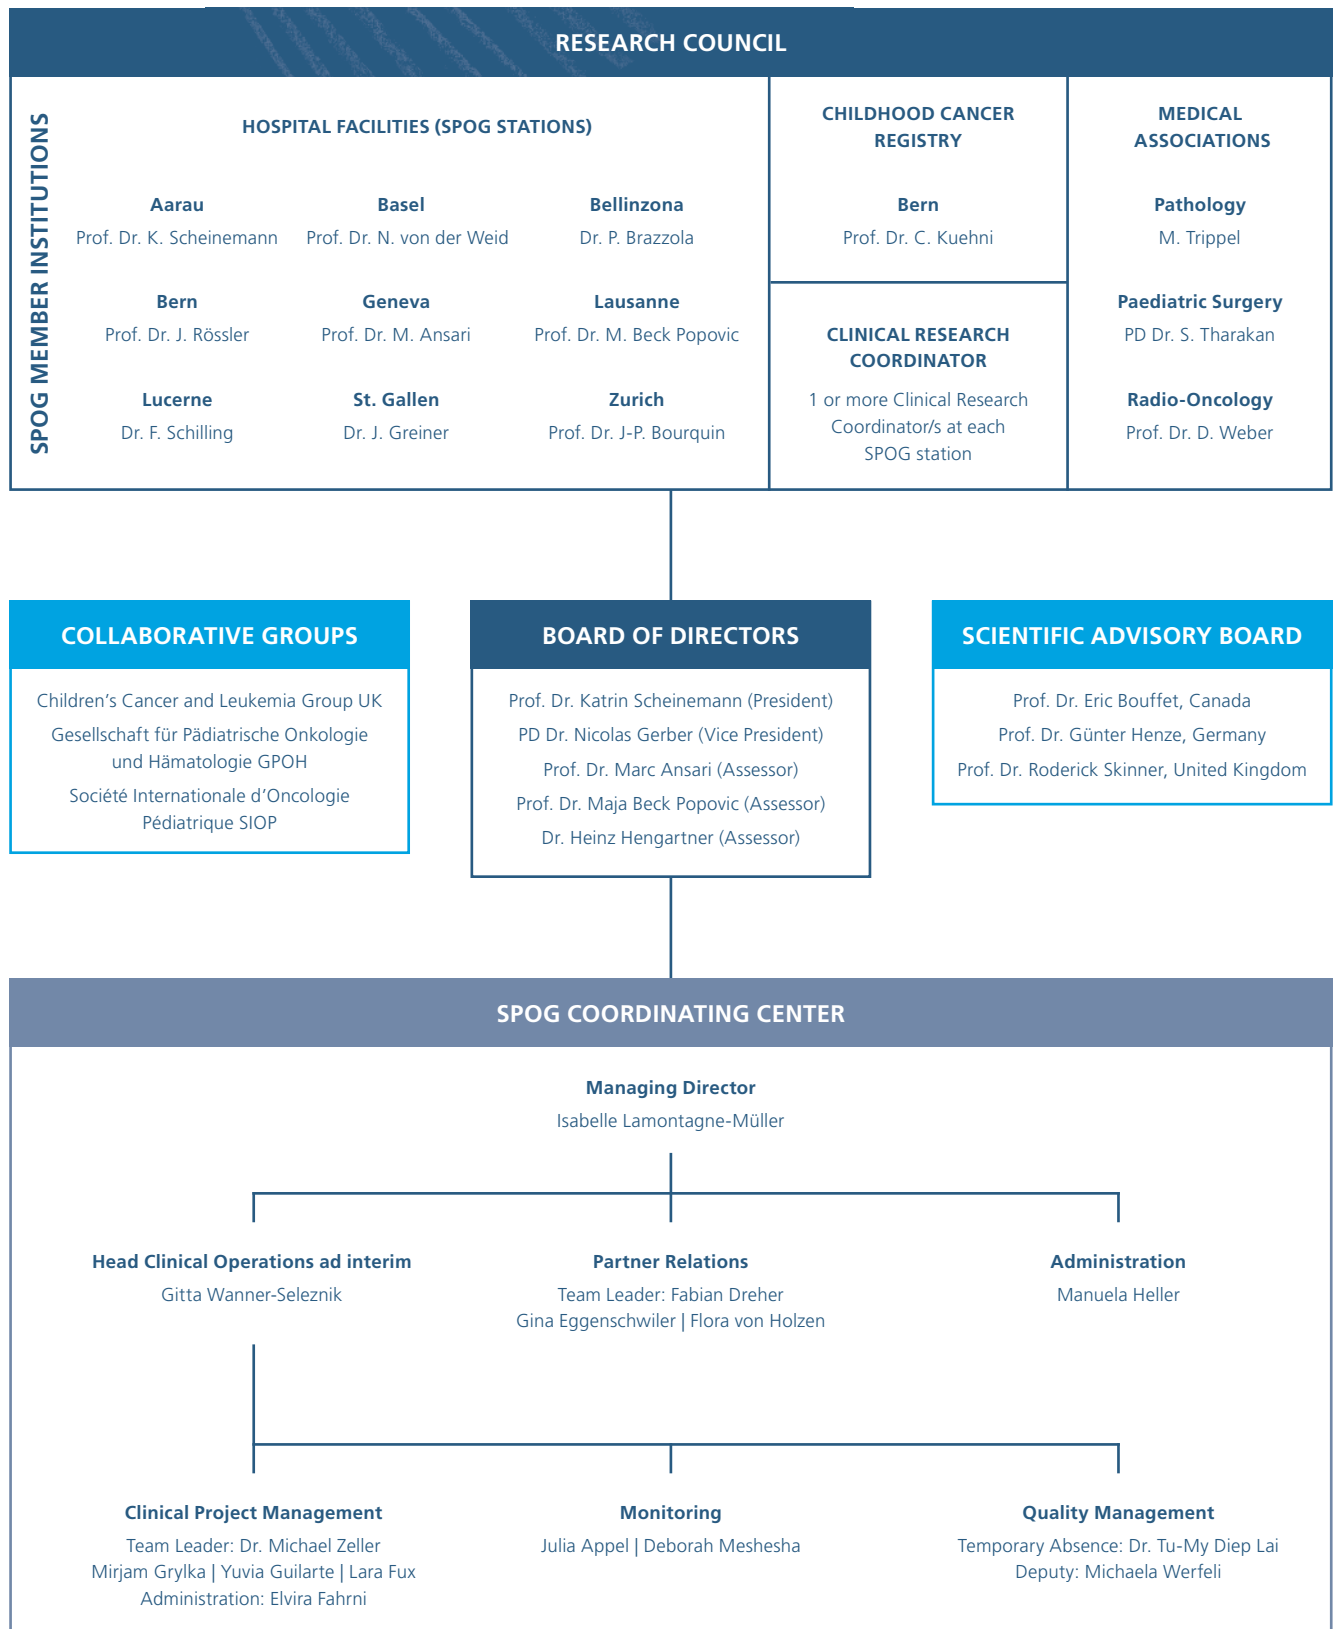 RESEARCH COUNCIL
SPOG MEMBER INSTITUTIONS
HOSPITAL FACILITIES (SPOG STATIONS)
Aarau
Prof. Dr. K. Scheinemann
Basel
Prof. Dr. N. von der Weid
Bellinzona
Dr. P. Brazzola
Bern
Prof. Dr. J. Rössler
Geneva
Prof. Dr. M. Ansari
Lausanne
Prof. Dr. M. Beck Popovic
Lucerne
Dr. F. Schilling
St. Gallen
Dr. J. Greiner
Zurich
Prof. Dr. J-P. Bourquin
CHILDHOOD CANCER
REGISTRY
Bern
Prof. Dr. C. Kuehni
CLINICAL RESEARCH
COORDINATOR
1 or more Clinical Research
Coordinator/s at each
SPOG station
MEDICAL
ASSOCIATIONS
Pathology
M. Trippel
Paediatric Surgery
PD Dr. S. Tharakan
Radio-Oncology
Prof. Dr. D. Weber
COLLABORATIVE GROUPS
Children's Cancer and Leukemia Group UK
Gesellschaft für Pädiatrische Onkologie
und Hämatologie GPOH
Société Internationale d'Oncologie
Pédiatrique SIOP
BOARD OF DIRECTORS
Prof. Dr. Katrin Scheinemann (President)
PD Dr. Nicolas Gerber (Vice President)
Prof. Dr. Marc Ansari (Assessor)
Prof. Dr. Maja Beck Popovic (Assessor)
Dr. Heinz Hengartner (Assessor)
SCIENTIFIC ADVISORY BOARD
Prof. Dr. Eric Bouffet, Canada
Prof. Dr. Günter Henze, Germany
Prof. Dr. Roderick Skinner, United Kingdom
SPOG COORDINATING CENTER
Managing Director
Isabelle Lamontagne-Müller
Head Clinical Operations ad interim
Gitta Wanner-Seleznik
Partner Relations
Team Leader: Fabian Dreher
Gina Eggenschwiler | Flora von Holzen
Administration
Manuela Heller
Clinical Project Management
Team Leader: Dr. Michael Zeller
Mirjam Grylka | Yuvia Guilarte | Lara Fux
Administration: Elvira Fahrni
Monitoring
Julia Appel | Deborah Meshesha
Quality Management
Temporary Absence: Dr. Tu-My Diep Lai
Deputy: Michaela Werfeli